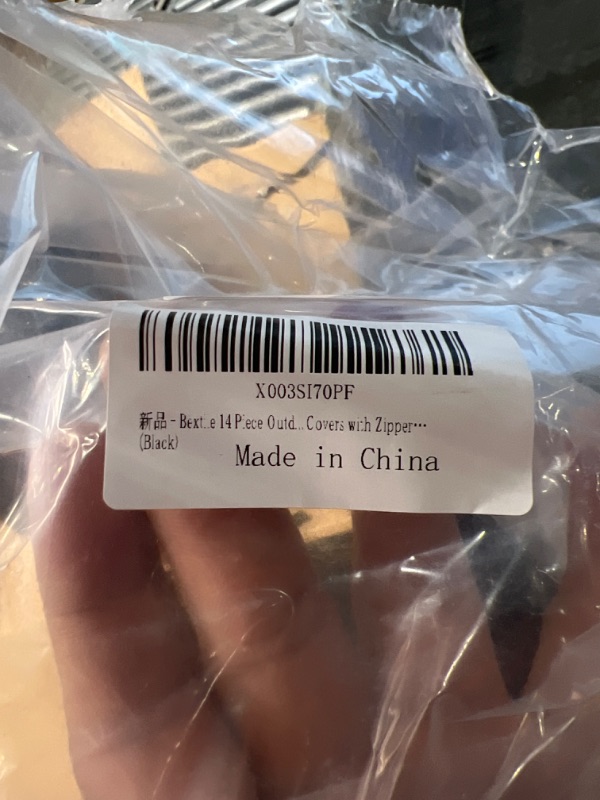 X003SI70PF
新品 - Bext..e 14 Piece Outd...Covers with Zipper…
(Black)
Made in China